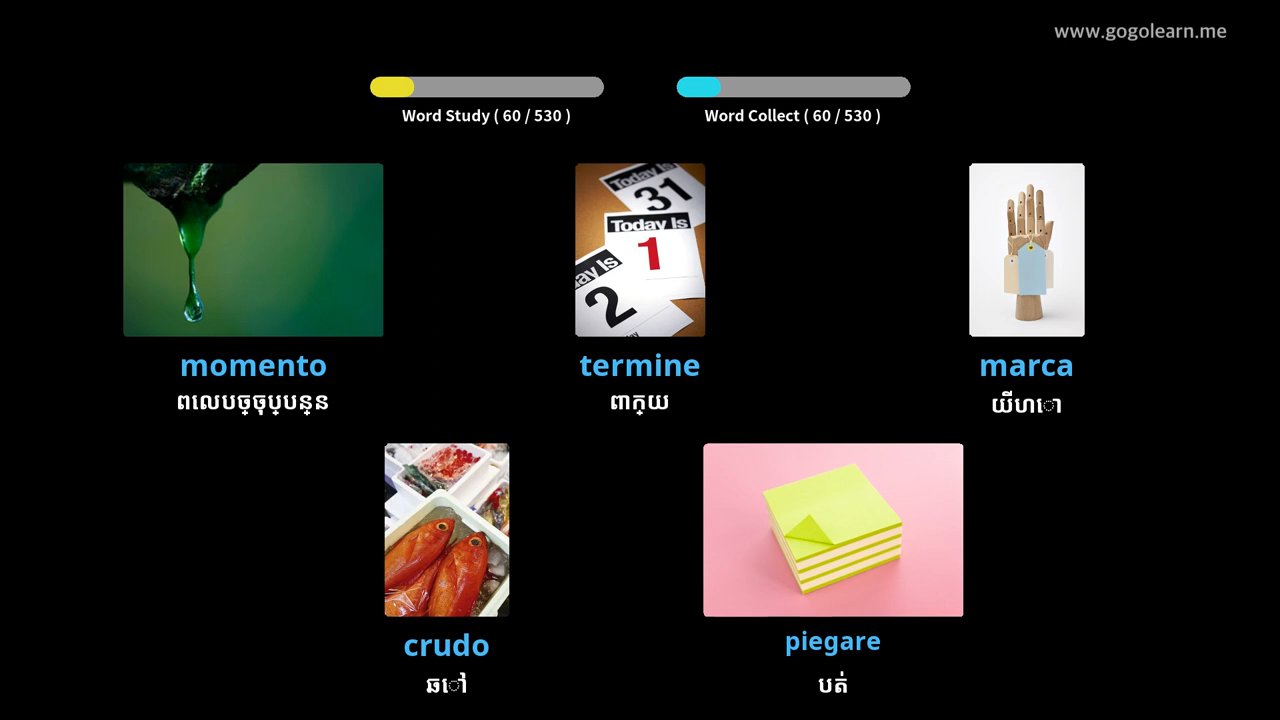 www.gogolearn.me
Word Study ( 60 / 530 )
Word Collect ( 60 / 530 )
Today Is
31
Today Is
1
ay Is
2
momento
termine
marca
ពលេបច្ចុប្បន្ន
ពាក្យ
យីហោ
crudo
piegare
ឆៅ
បត់